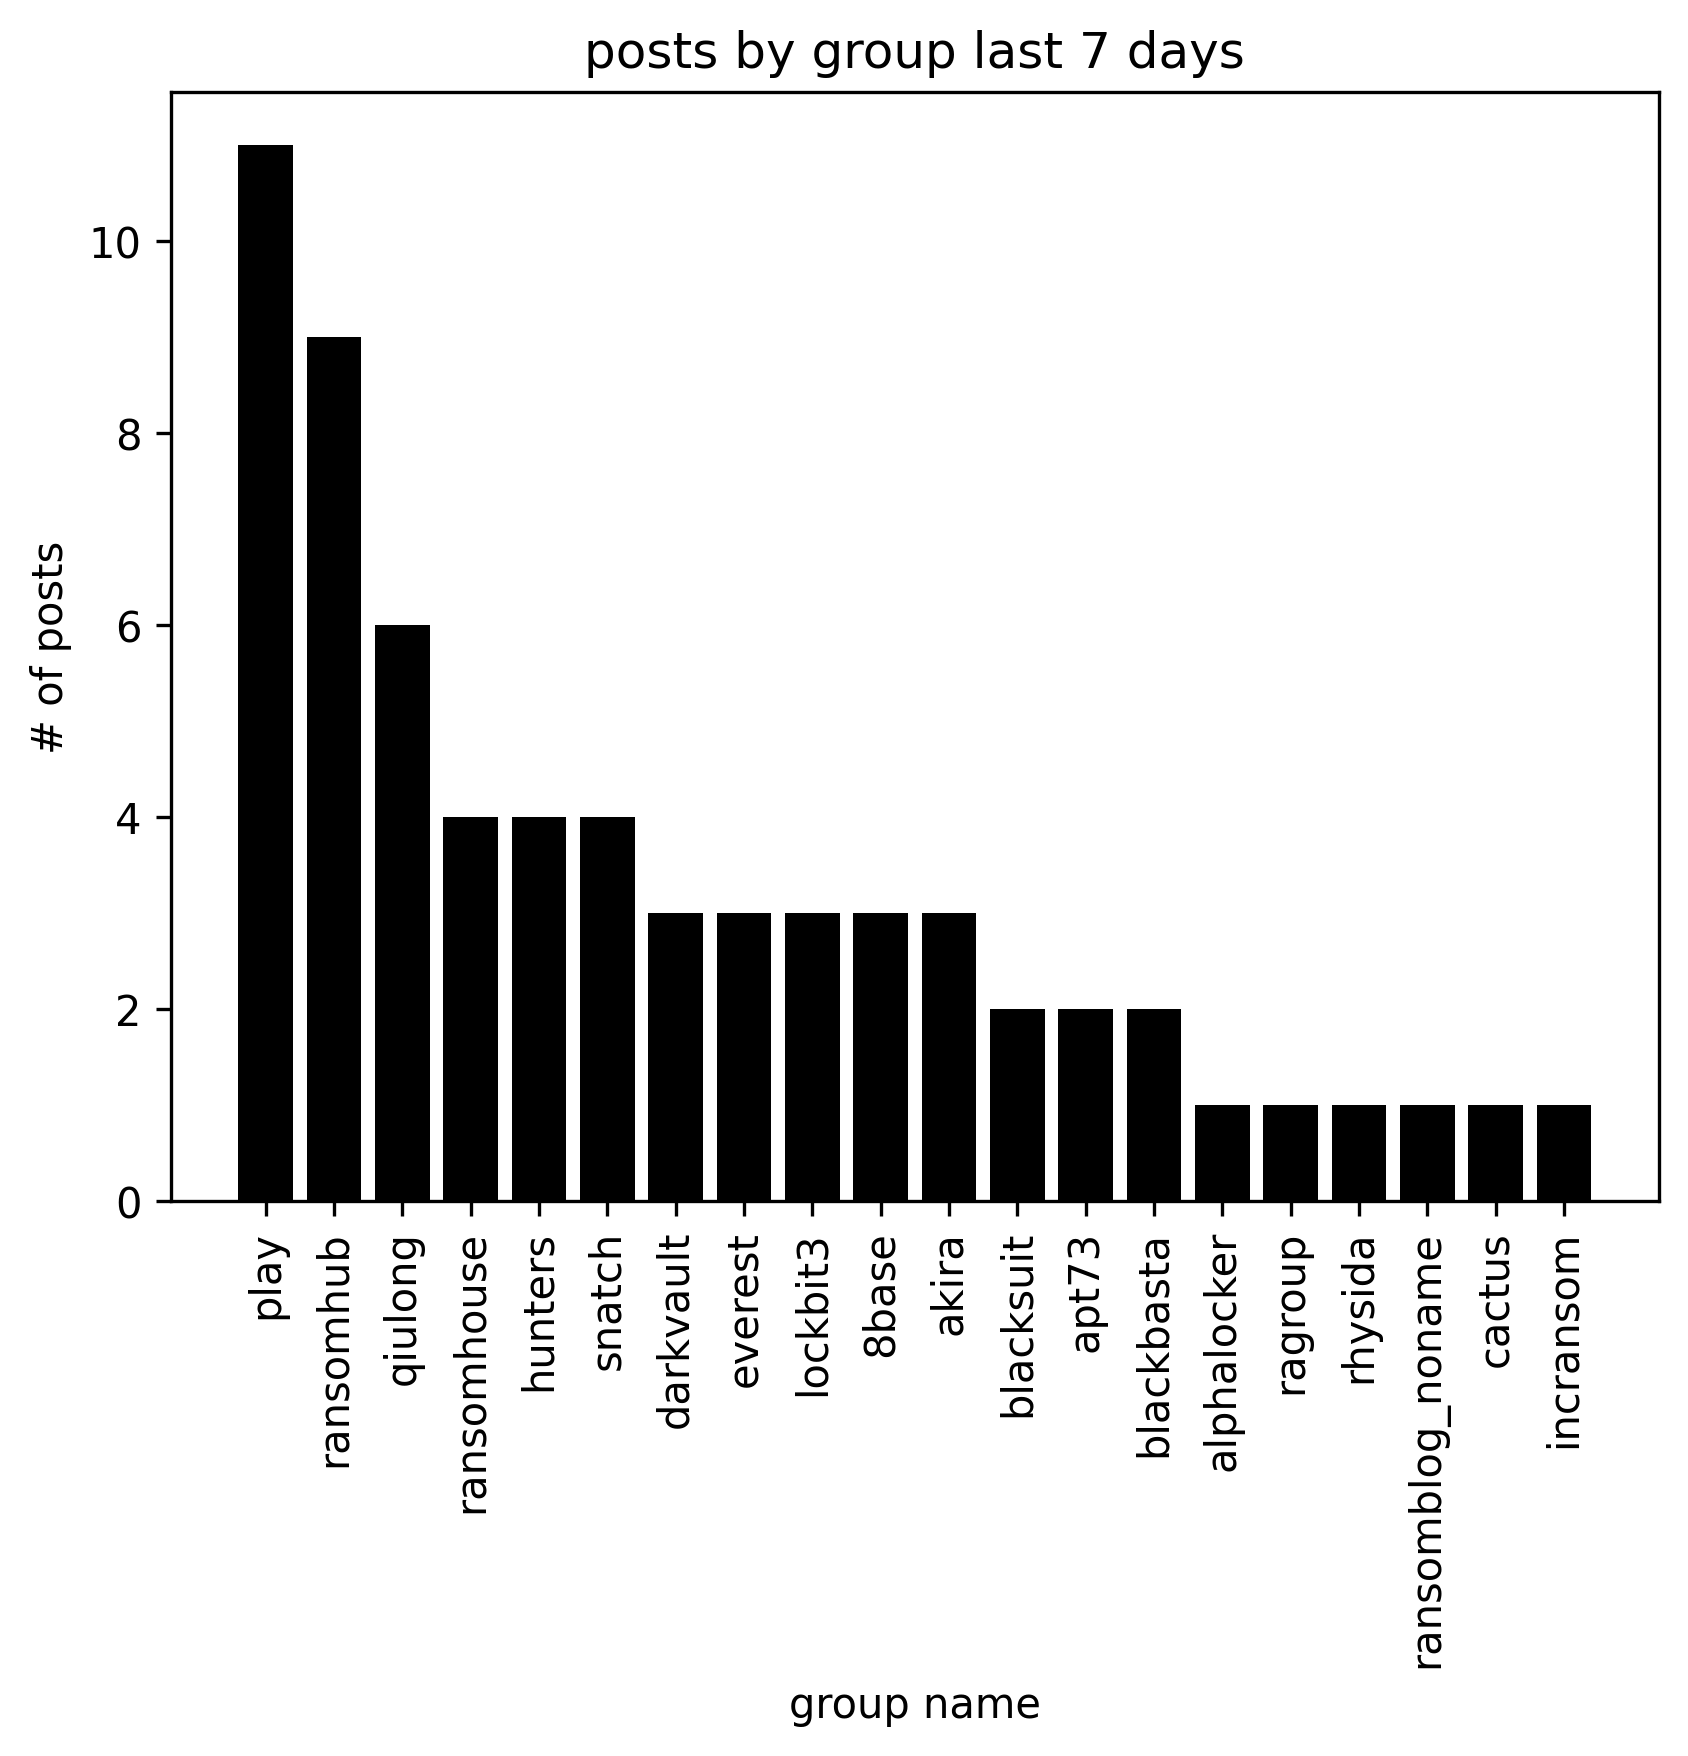 posts by group last 7 days
# of posts
10
8
6
4
2
0
play
ransomhub
qiulong
ransomhouse
hunters
snatch
darkvault
everest
lockbit3
8base
akira
blacksuit
apt73
blackbasta
alphalocker
ragroup
rhysida
ransomblog_noname
cactus
incransom
group name